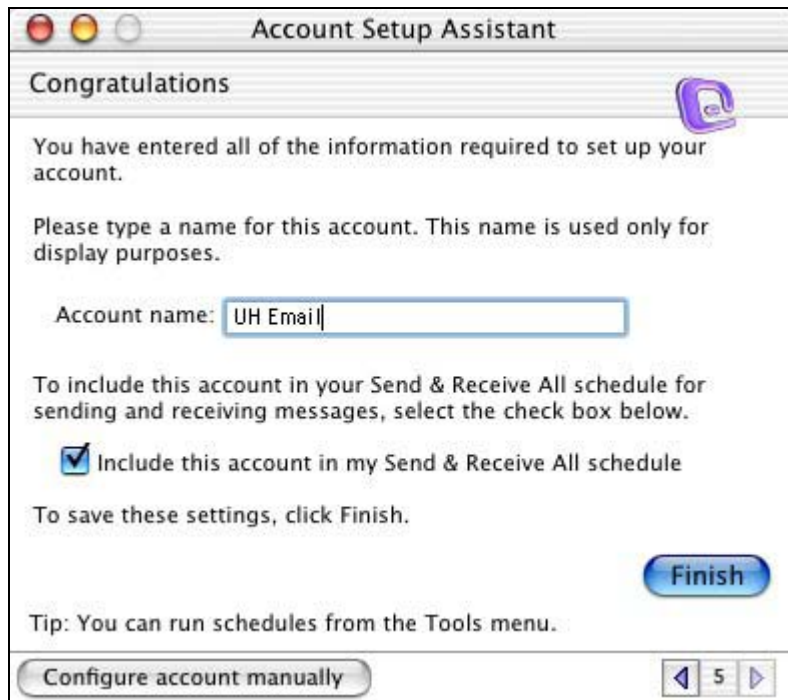 Account Setup Assistant
Congratulations
You have entered all of the information required to set up your
account.
Please type a name for this account. This name is used only for
display purposes.
Account name: UH Email
To include this account in your Send & Receive All schedule for
sending and receiving messages, select the check box below.
Include this account in my Send & Receive All schedule
To save these settings, click Finish.
Finish
Tip: You can run schedules from the Tools menu.
Configure account manually
5